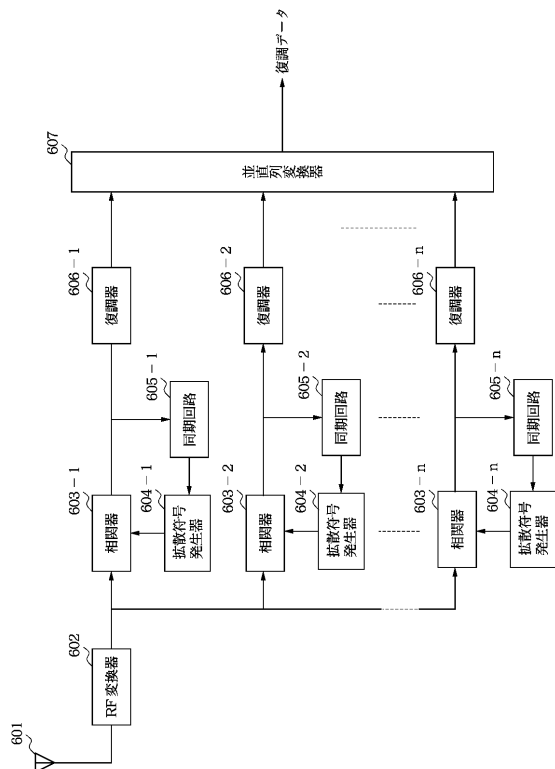 601
602
RF 変換器
603－1
相関器
604－1
拡散符号
発生器
605－1
同期回路
606－1
復調器
603－2
相関器
604－2
拡散符号
発生器
605－2
同期回路
606－2
復調器
603－n
相関器
604－n
拡散符号
発生器
605－n
同期回路
606－n
復調器
607
並直列変換器
復調データ